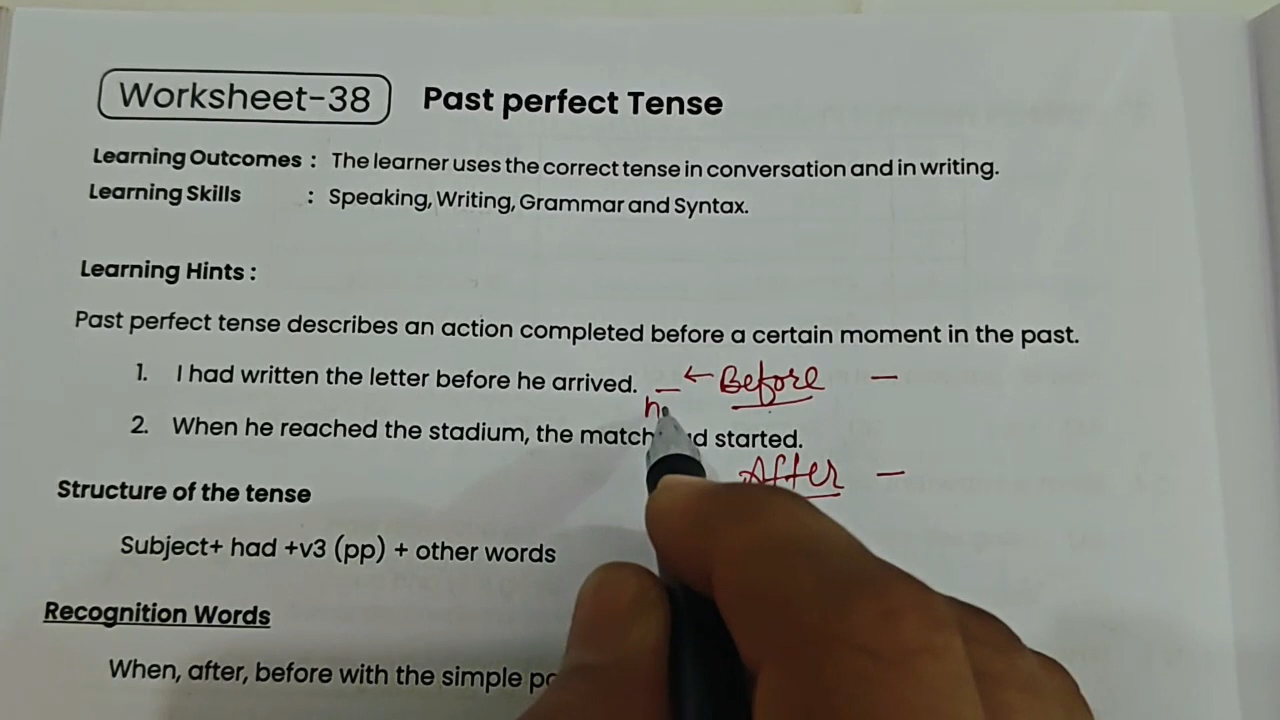 Worksheet-38 Past perfect Tense
Learning Outcomes : The learner uses the correct tense in conversation and in writing.
Learning Skills : Speaking, Writing, Grammar and Syntax.
Learning Hints :
Past perfect tense describes an action completed before a certain moment in the past.
1. I had written the letter before he arrived. — ← Before —
2. When he reached the stadium, the match started.
After —
Structure of the tense
Subject+ had +v3 (pp) + other words
Recognition Words
When, after, before with the simple